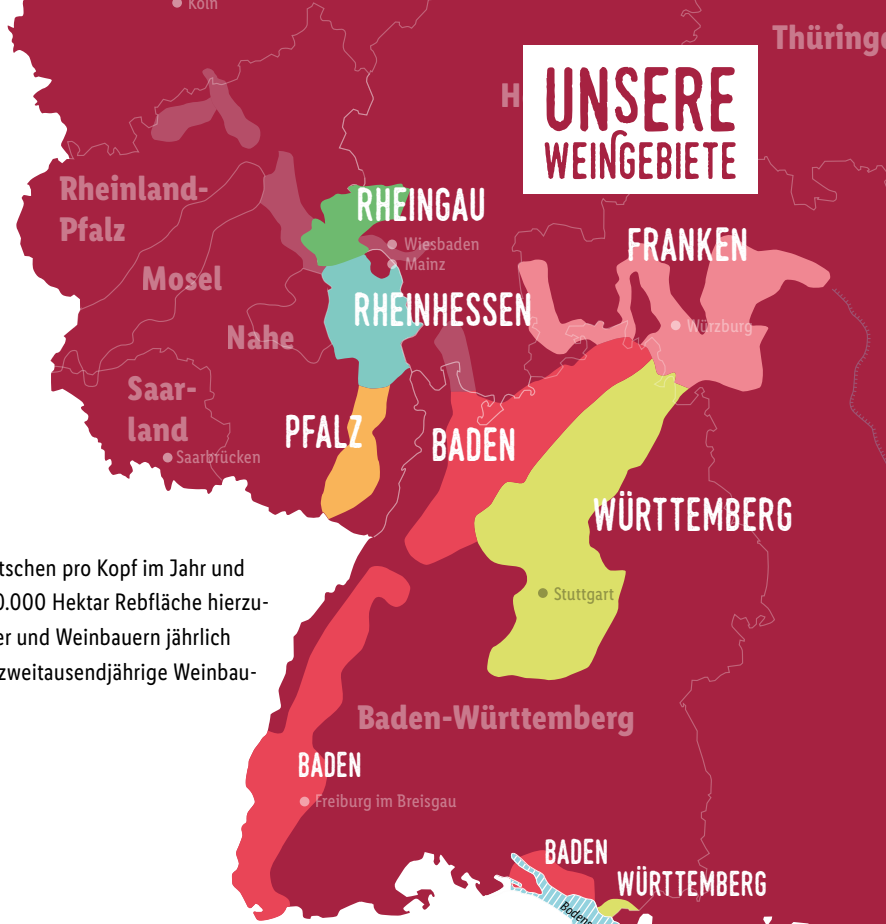 Köln
Thüringe
H
UNSERE
WEINGEBIETE
Rheinland-
Pfalz
RHEINGAU
Wiesbaden
Mainz
FRANKEN
Mosel
RHEINHESSEN
Würzburg
Nahe
Saar-
land
PFALZ
BADEN
Saarbrücken
WÜRTTEMBERG
tschen pro Kopf im Jahr und
0.000 Hektar Rebfläche hierzu-
er und Weinbauern jährlich
zweitausendjährige Weinbau-
Stuttgart
Baden-Württemberg
BADEN
Freiburg im Breisgau
BADEN
WÜRTTEMBERG